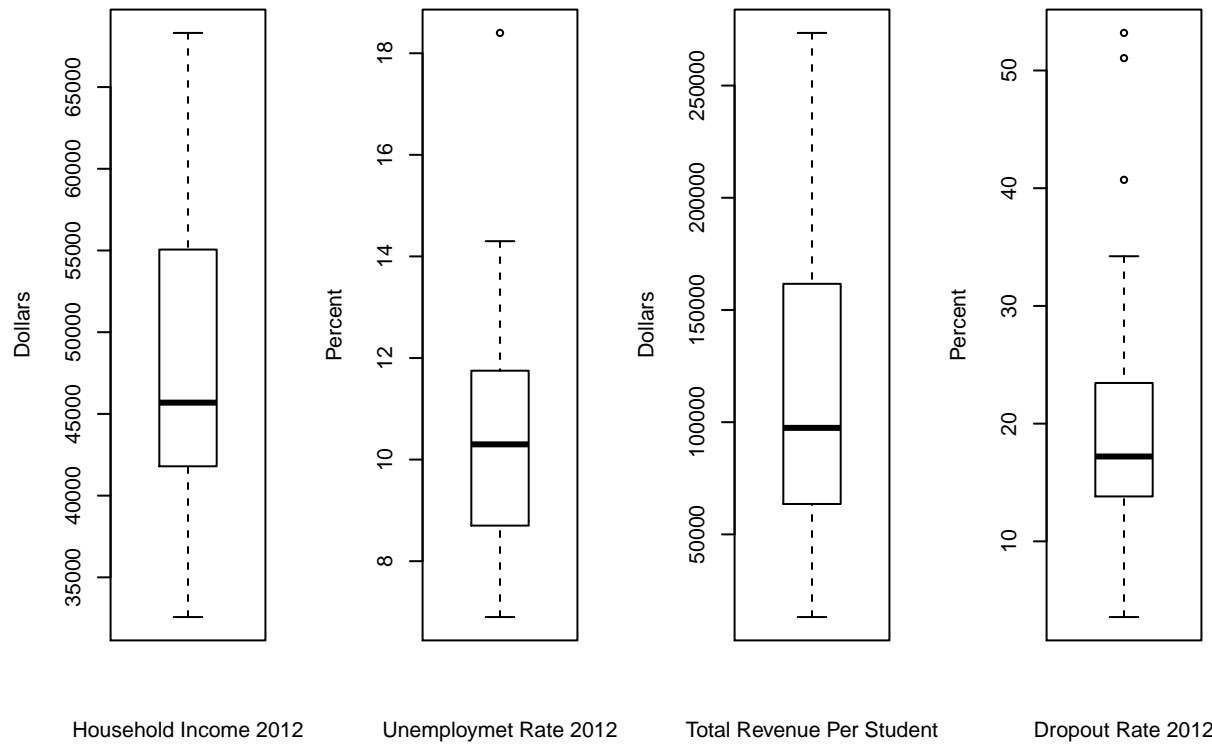 Dollars
35000
40000
45000
50000
55000
60000
65000
Household Income 2012
Percent
8
10
12
14
16
18
Unemploymet Rate 2012
Dollars
50000
100000
150000
200000
250000
Total Revenue Per Student
Percent
10
20
30
40
50
Dropout Rate 2012